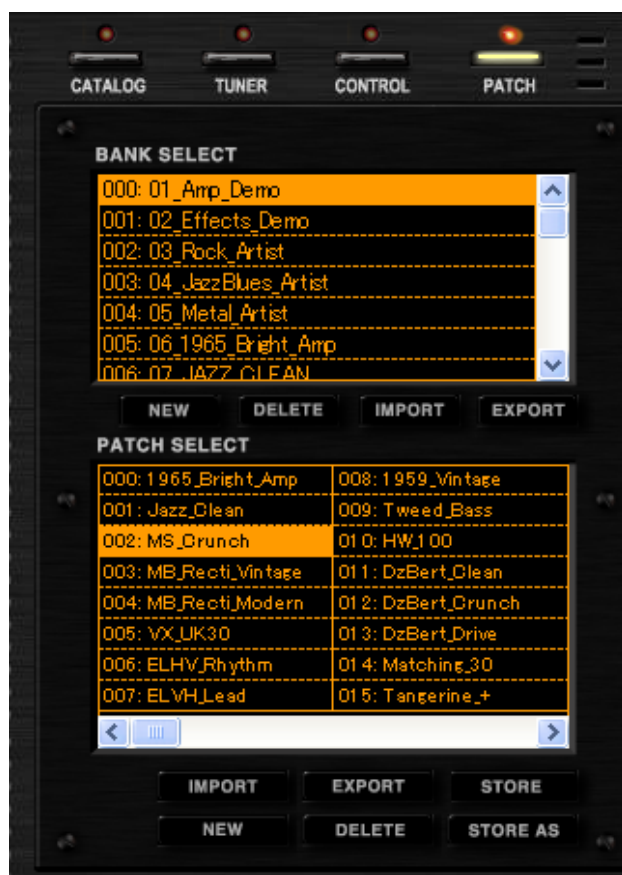 CATALOG TUNER CONTROL PATCH
BANK SELECT
000: 01_Amp_Demo
001: 02_Effects_Demo
002: 03_Rock_Artist
003: 04_JazzBlues_Artist
004: 05_Metal_Artist
005: 06_1965_Bright_Amp
006: 07_JAZZ_CLEAN
NEW DELETE IMPORT EXPORT
PATCH SELECT
000: 1965_Bright_Amp 008: 1959_Vintage
001: Jazz_Clean 009: Tweed_Bass
002: MS_Crunch 010: HW_100
003: MB_Recti_Vintage 011: DzBert_Clean
004: MB_Recti_Modern 012: DzBert_Crunch
005: VX_UK30 013: DzBert_Drive
006: ELHV_Rhythm 014: Matching_30
007: ELVH_Lead 015: Tangerine_+
IMPORT EXPORT STORE
NEW DELETE STORE AS